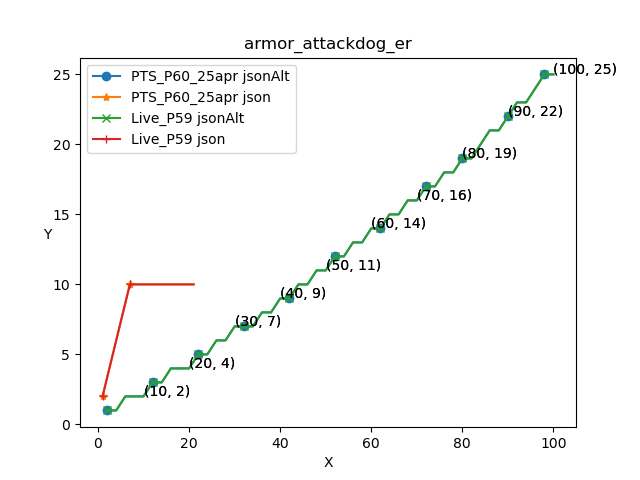 armor_attackdog_er
PTS_P60_25apr jsonAlt
PTS_P60_25apr json
Live_P59 jsonAlt
Live_P59 json
(100, 25)
(90, 22)
(80, 19)
(70, 16)
(60, 14)
(50, 11)
(40, 9)
(30, 7)
(20, 4)
(10, 2)
Y
25
20
15
10
5
0
0 20 40 60 80 100
X